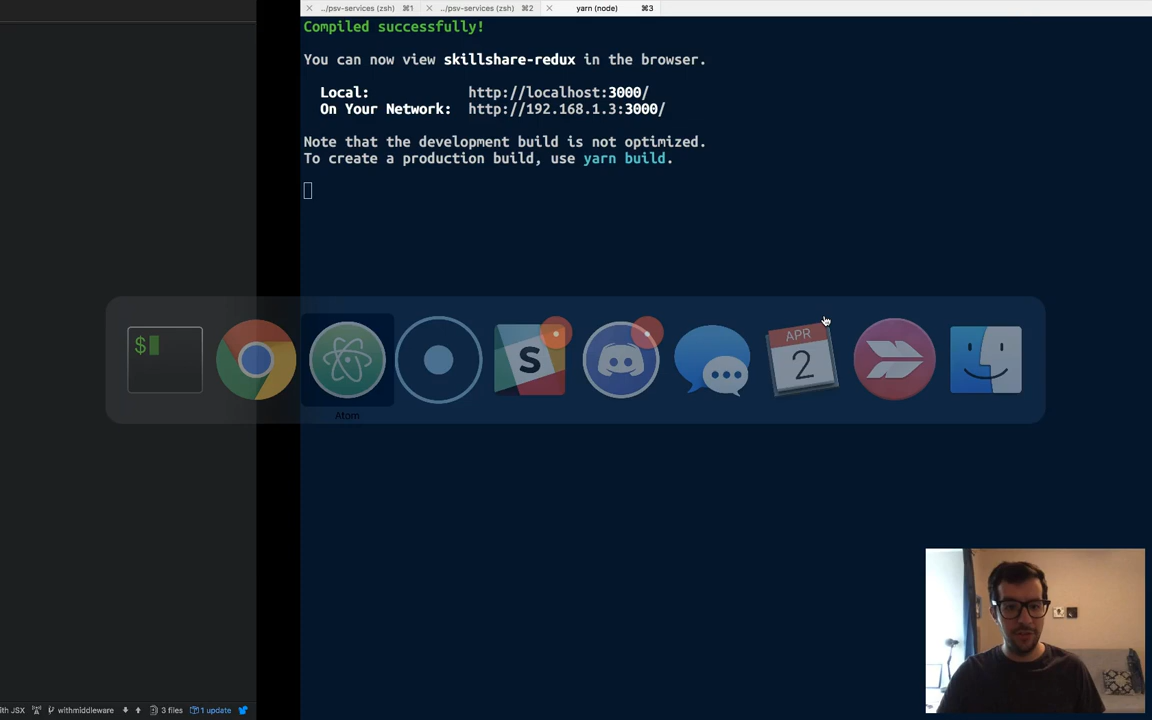 ../psv-services (zsh) ⌘1
../psv-services (zsh) ⌘2
yarn (node) ⌘3
Compiled successfully!
You can now view skillshare-redux in the browser.
Local: http://localhost:3000/
On Your Network: http://192.168.1.3:3000/
Note that the development build is not optimized.
To create a production build, use yarn build.
$
S
APR
2
Atom
ith JSX withmiddleware 3 files 1 update